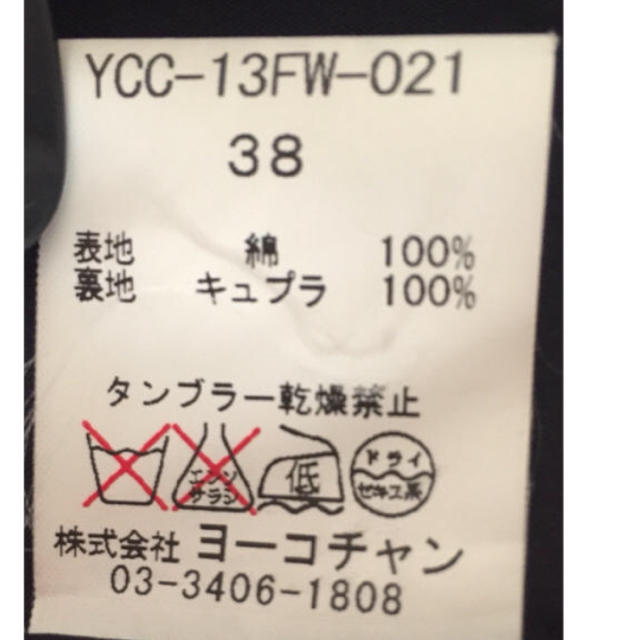 YCC-13FW-021
38
表地 綿 100%
裏地 キュプラ 100%
タンブラー乾燥禁止
エンソ サラシ 低 ドライ セキユ系
株式会社 ヨーコチャン
03-3406-1808